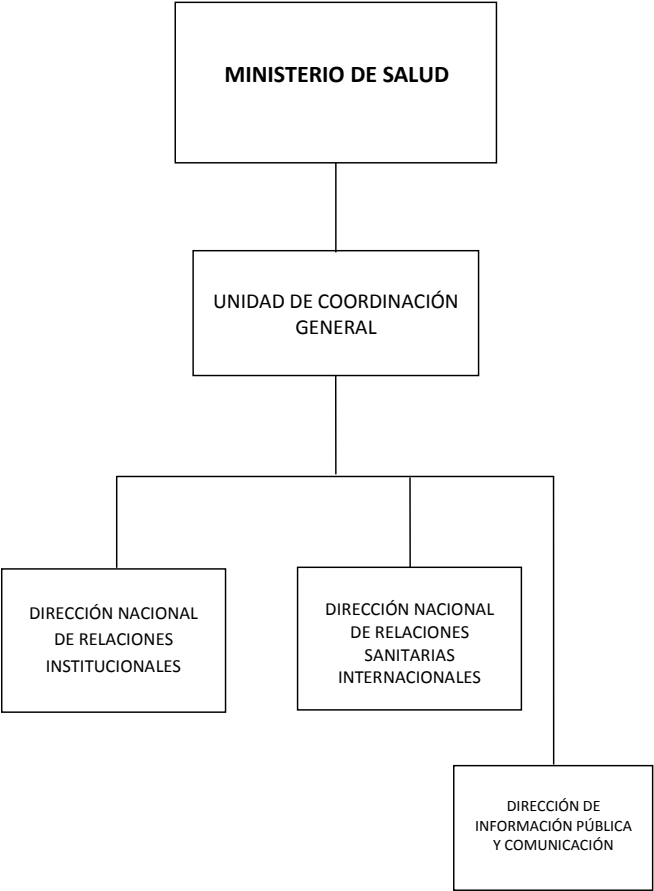 MINISTERIO DE SALUD
UNIDAD DE COORDINACIÓN
GENERAL
DIRECCIÓN NACIONAL
DE RELACIONES
INSTITUCIONALES
DIRECCIÓN NACIONAL
DE RELACIONES
SANITARIAS
INTERNACIONALES
DIRECCIÓN DE
INFORMACIÓN PÚBLICA
Y COMUNICACIÓN